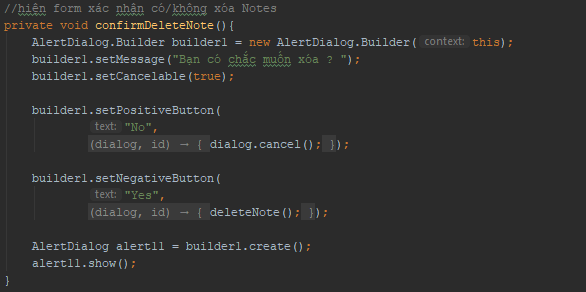 //hiện form xác nhận có/không xóa Notes
private void confirmDeleteNote(){
AlertDialog.Builder builder1 = new AlertDialog.Builder( context: this);
builder1.setMessage("Bạn có chắc muốn xòa ? ");
builder1.setCancelable(true);
builder1.setPositiveButton(
text: "No",
(dialog, id) → { dialog.cancel(); });
builder1.setNegativeButton(
text: "Yes",
(dialog, id) → { deleteNote(); });
AlertDialog alert11 = builder1.create();
alert11.show();
}